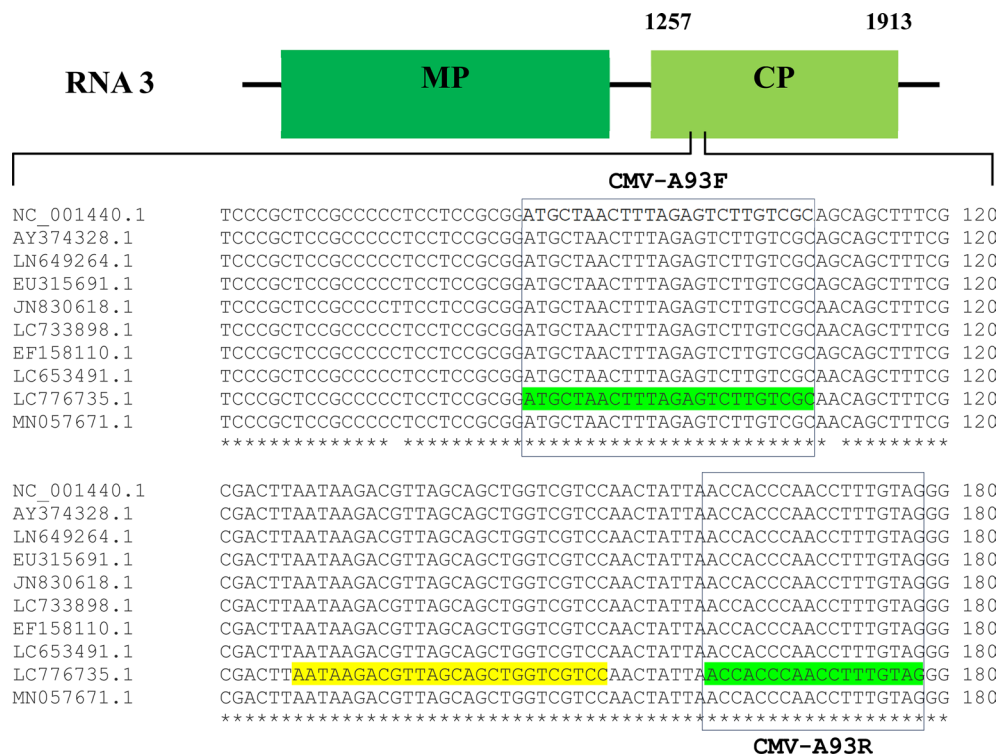 1257 1913
RNA 3 MP CP
CMV-A93F
NC_001440.1 TCCCGCTCCGCCCCCTCCTCCGCGGATGCTAACTTTAGAGTCTTGTCGCAGCAGCTTTCG 120
AY374328.1 TCCCGCTCCGCCCCCTCCTCCGCGGATGCTAACTTTAGAGTCTTGTCGCAGCAGCTTTCG 120
LN649264.1 TCCCGCTCCGCCCCCTCCTCCGCGGATGCTAACTTTAGAGTCTTGTCGCAGCAGCTTTCG 120
EU315691.1 TCCCGCTCCGCCCCCTCCTCCGCGGATGCTAACTTTAGAGTCTTGTCGCAGCAGCTTTCG 120
JN830618.1 TCCCGCTCCGCCCCTTCCTCCGCGGATGCTAACTTTAGAGTCTTGTCGCAACAGCTTTCG 120
LC733898.1 TCCCGCTCCGCCCCCTCCTCCGCGGATGCTAACTTTAGAGTCTTGTCGCAACAGCTTTCG 120
EF158110.1 TCCCGCTCCGCCCCCTCCTCCGCGGATGCTAACTTTAGAGTCTTGTCGCAGCAGCTTTCG 120
LC653491.1 TCCCGCTCCGCCCCCTCCTCCGCGGATGCTAACTTTAGAGTCTTGTCGCAACAGCTTTCG 120
LC776735.1 TCCCGCTCCGCCCCCTCCTCCGCGGATGCTAACTTTAGAGTCTTGTCGCAACAGCTTTCG 120
MN057671.1 TCCCGCTCCGCCCCCTCCTCCGCGGATGCTAACTTTAGAGTCTTGTCGCAACAGCTTTCG 120
************** *********************************** *********
NC_001440.1 CGACTTAATAAGACGTTAGCAGCTGGTCGTCCAACTATTAACCACCCAACCTTTGTAGGG 180
AY374328.1 CGACTTAATAAGACGTTAGCAGCTGGTCGTCCAACTATTAACCACCCAACCTTTGTAGGG 180
LN649264.1 CGACTTAATAAGACGTTAGCAGCTGGTCGTCCAACTATTAACCACCCAACCTTTGTAGGG 180
EU315691.1 CGACTTAATAAGACGTTAGCAGCTGGTCGTCCAACTATTAACCACCCAACCTTTGTAGGG 180
JN830618.1 CGACTTAATAAGACGTTAGCAGCTGGTCGTCCAACTATTAACCACCCAACCTTTGTAGGG 180
LC733898.1 CGACTTAATAAGACGTTAGCAGCTGGTCGTCCAACTATTAACCACCCAACCTTTGTAGGG 180
EF158110.1 CGACTTAATAAGACGTTAGCAGCTGGTCGTCCAACTATTAACCACCCAACCTTTGTAGGG 180
LC653491.1 CGACTTAATAAGACGTTAGCAGCTGGTCGTCCAACTATTAACCACCCAACCTTTGTAGGG 180
LC776735.1 CGACTTAATAAGACGTTAGCAGCTGGTCGTCCAACTATTAACCACCCAACCTTTGTAGGG 180
MN057671.1 CGACTTAATAAGACGTTAGCAGCTGGTCGTCCAACTATTAACCACCCAACCTTTGTAGGG 180
************************************************************
CMV-A93R